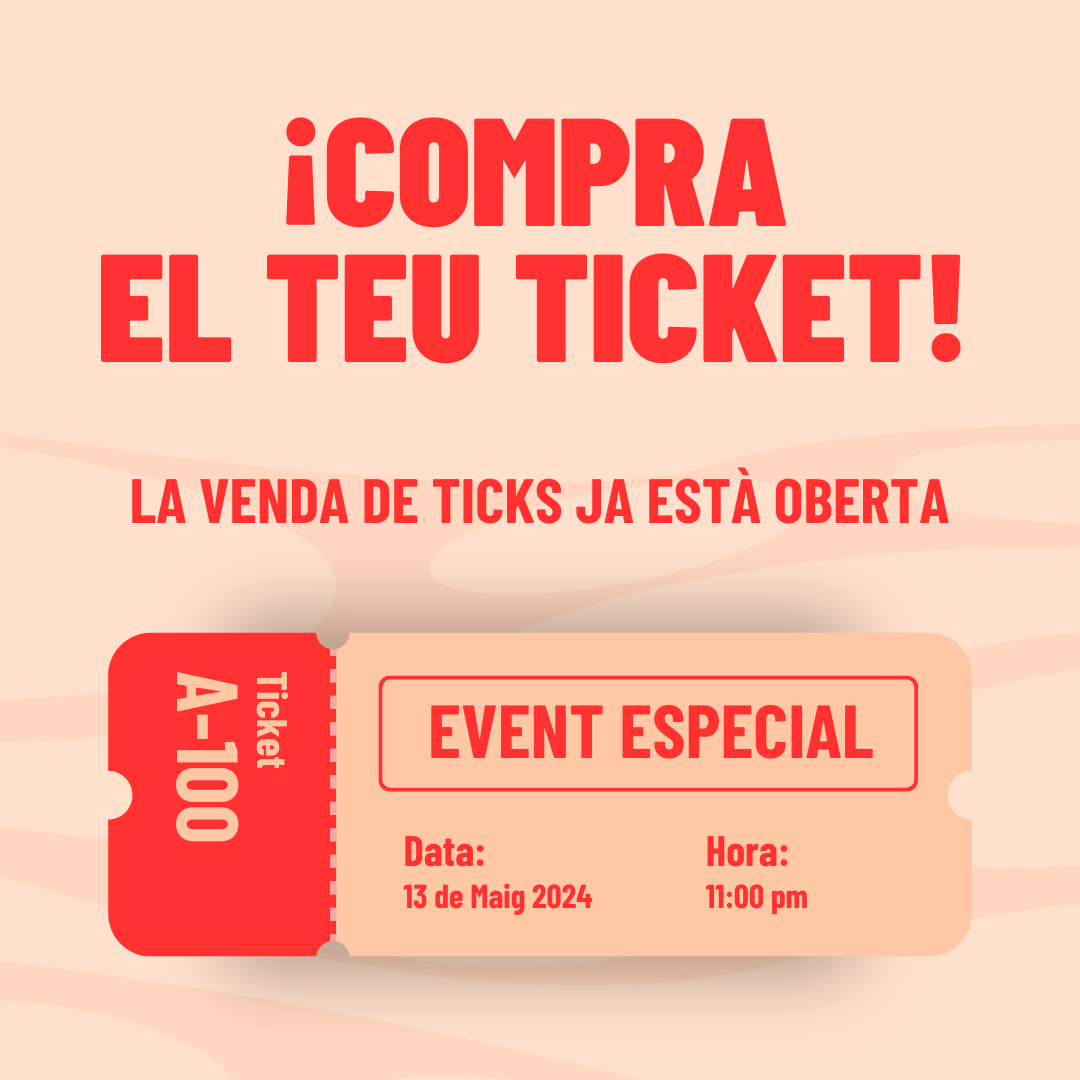 ¡COMPRA
EL TEU TICKET!
LA VENDA DE TICKS JA ESTÀ OBERTA
Ticket
A-100
EVENT ESPECIAL
Data:
13 de Maig 2024
Hora:
11:00 pm